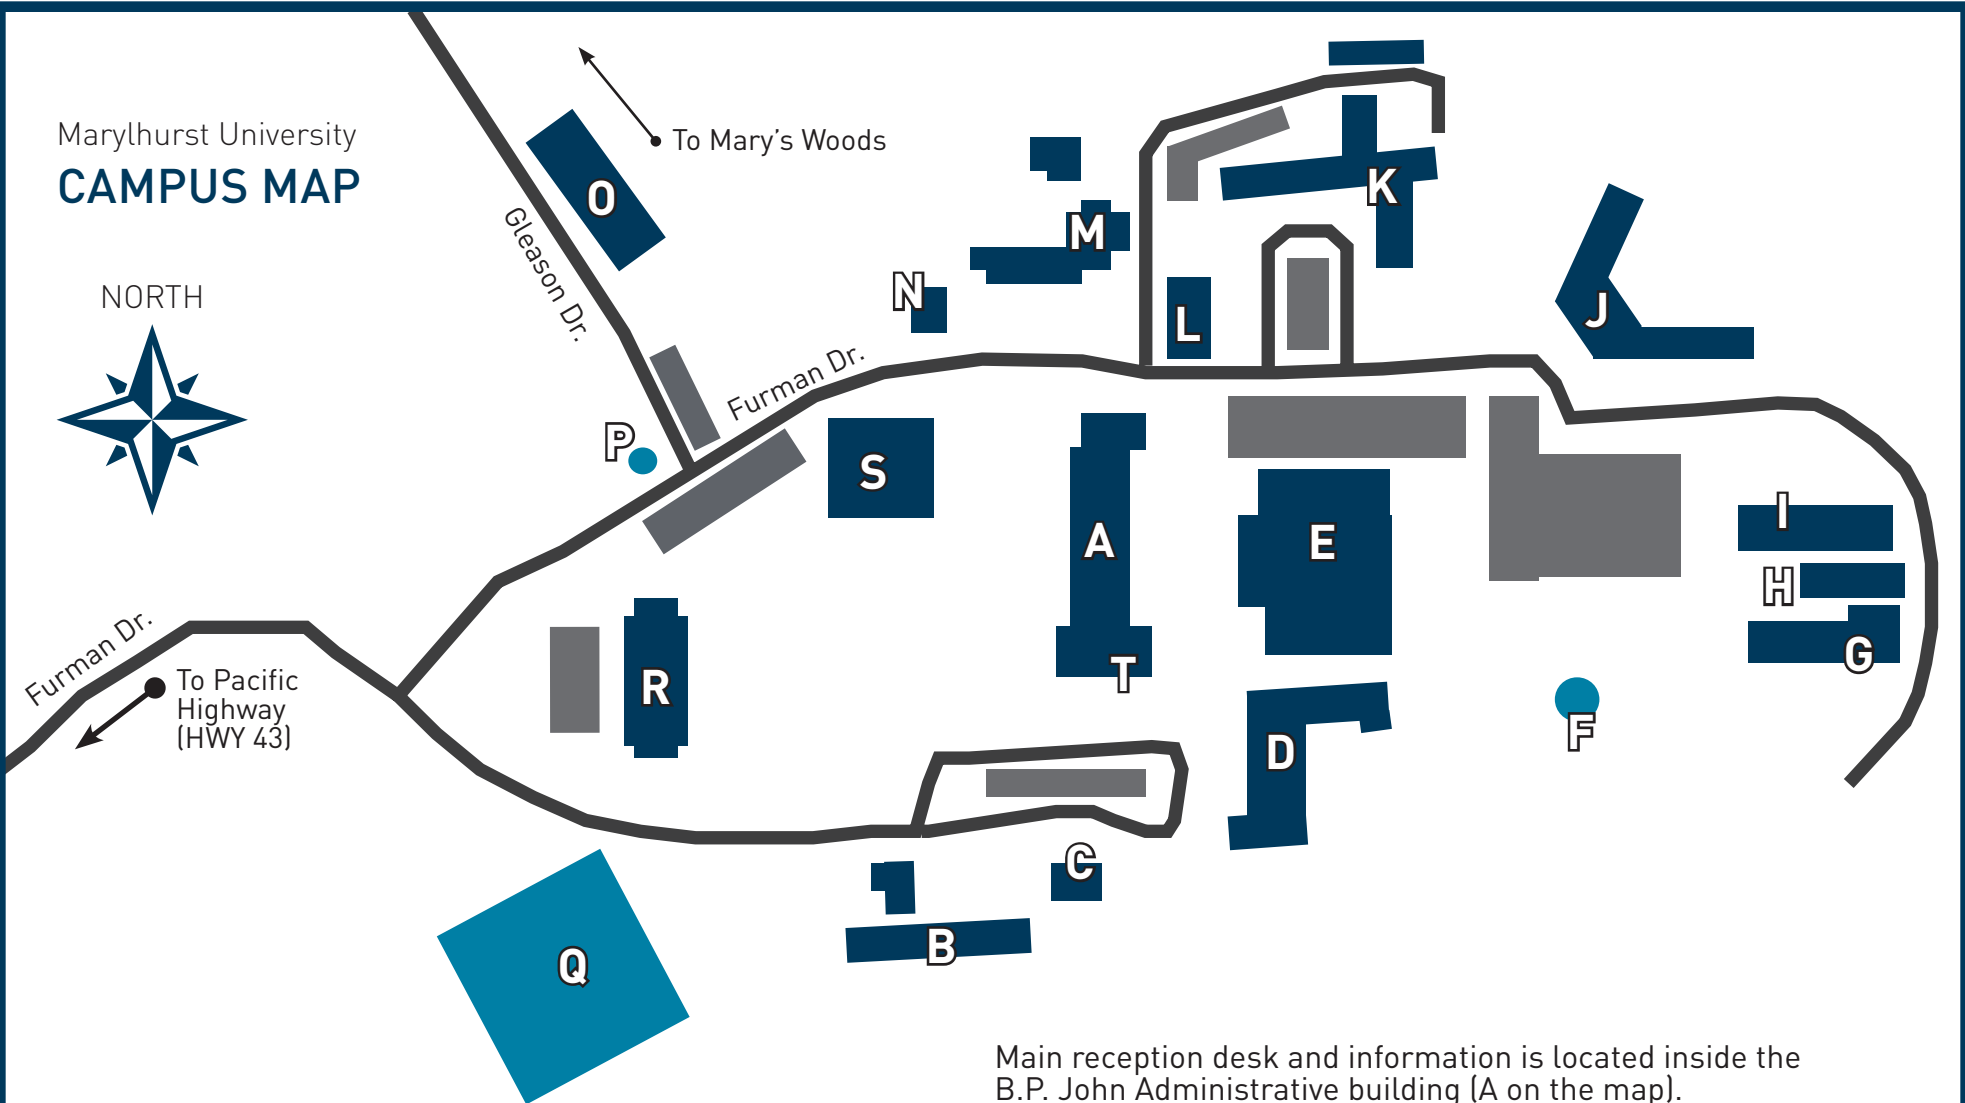 Marylhurst University
CAMPUS MAP
To Mary's Woods
NORTH
Gleason Dr.
Furman Dr.
Furman Dr.
To Pacific
Highway
(HWY 43)
O
M
N
K
L
J
P
S
A
E
I
H
G
T
R
D
F
C
B
Q
Main reception desk and information is located inside the
B.P. John Administrative building (A on the map).